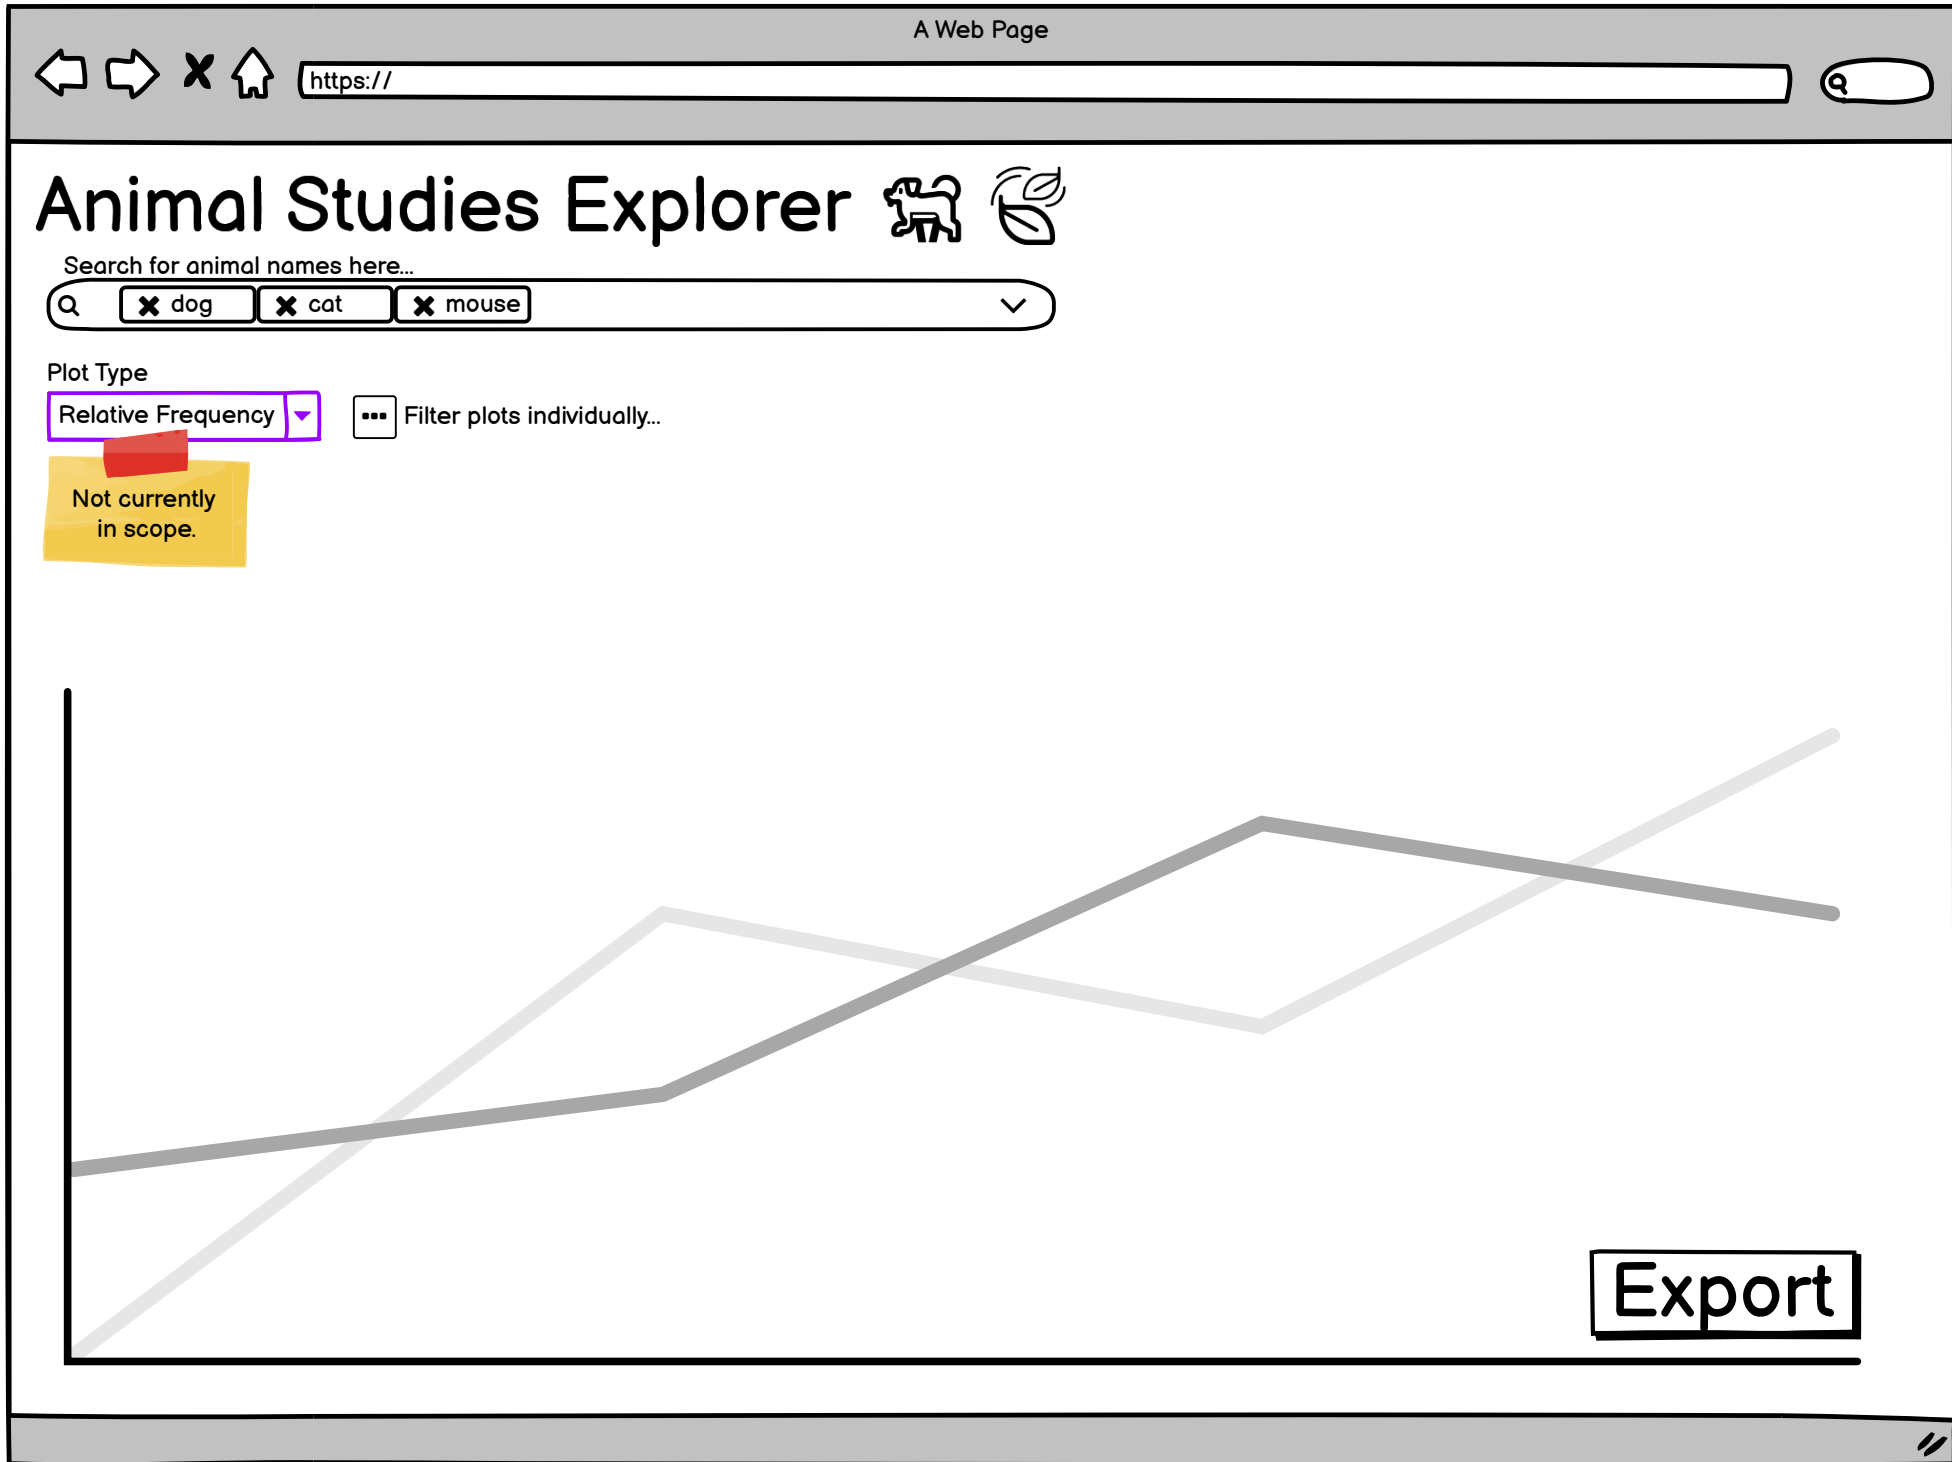 A Web Page
https://
Animal Studies Explorer
Search for animal names here...
dog cat mouse
Plot Type
Relative Frequency
Filter plots individually...
Not currently
in scope.
Export